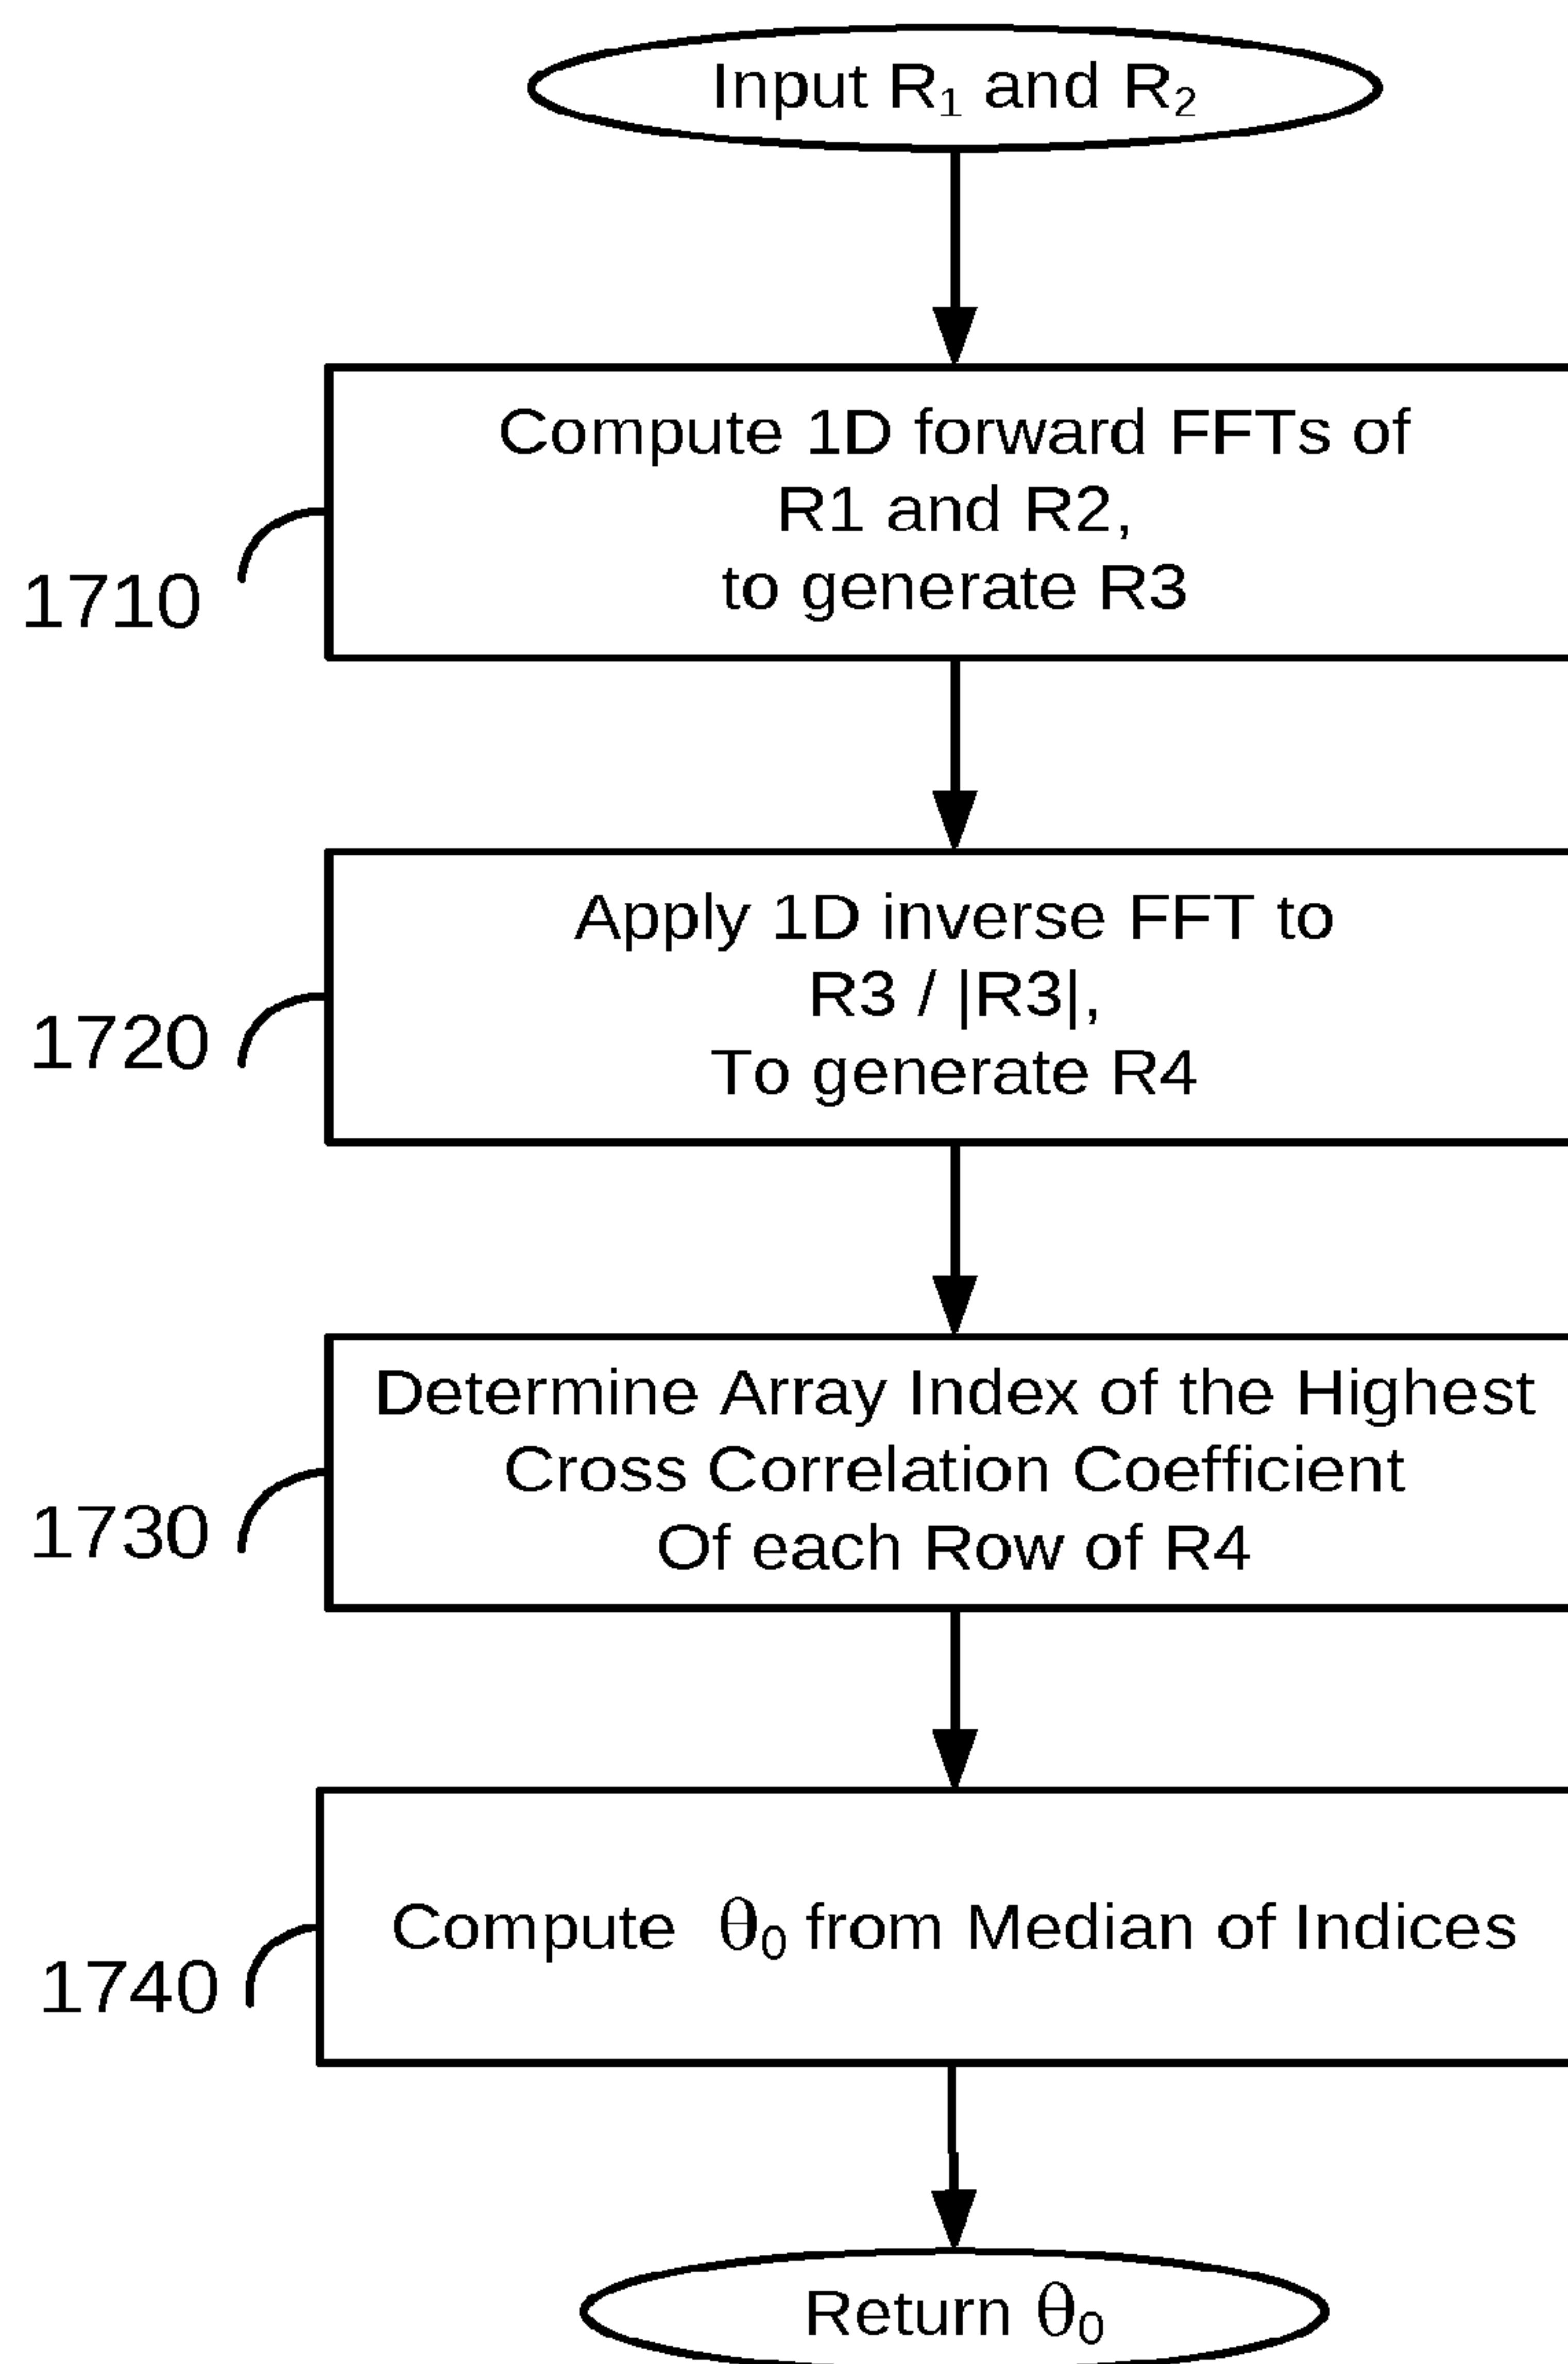 Input R₁ and R₂
Compute 1D forward FFTs of
R1 and R2,
to generate R3
1710
Apply 1D inverse FFT to
R3 / |R3|,
To generate R4
1720
Determine Array Index of the Highest
Cross Correlation Coefficient
Of each Row of R4
1730
Compute θ₀ from Median of Indices
1740
Return θ₀